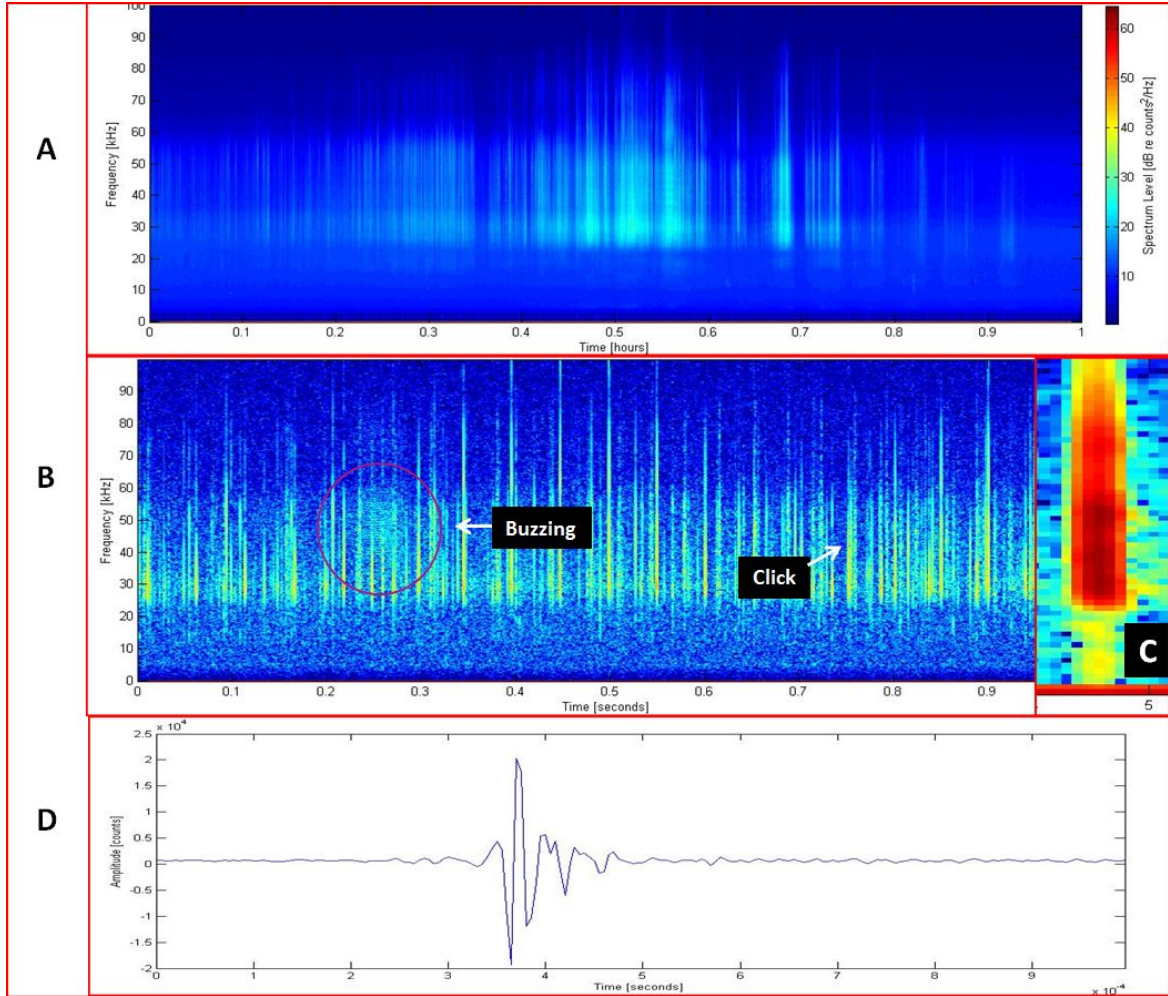 A
Frequency [kHz]
100
90
80
70
60
50
40
30
20
10
0
0 0.1 0.2 0.3 0.4 0.5 0.6 0.7 0.8 0.9 1
Time [hours]
60
50
40
30
20
10
Spectrum Level [dB re counts²/Hz]
B
Frequency [kHz]
90
80
70
60
50
40
30
20
10
0
Buzzing
Click
0 0.1 0.2 0.3 0.4 0.5 0.6 0.7 0.8 0.9
Time [seconds]
C
5
D
× 10⁴
Amplitude [counts]
2.5
2
1.5
1
0.5
0
-0.5
-1
-1.5
-2
0 1 2 3 4 5 6 7 8 9
Time [seconds]
× 10⁻⁴